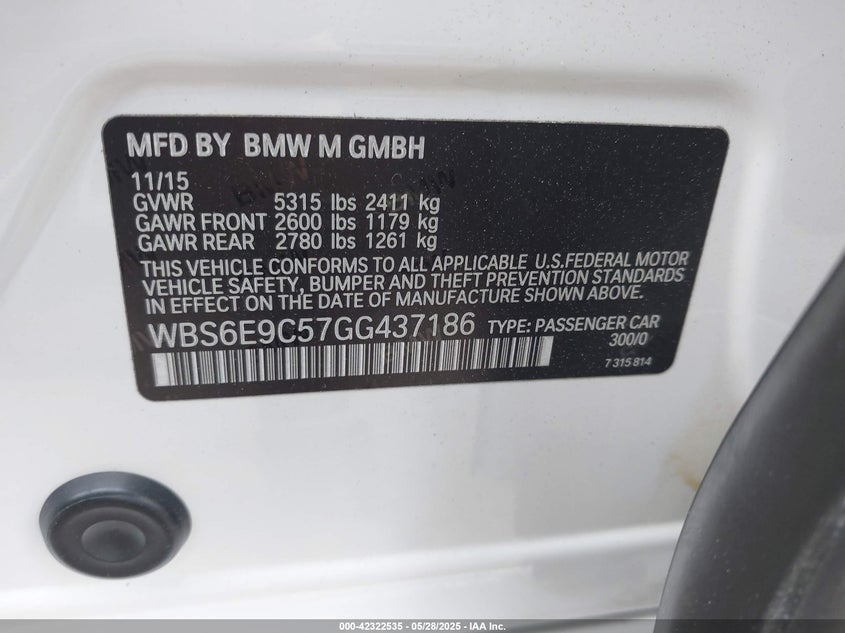 MFD BY BMW M GMBH
11/15
GVWR 5315 lbs 2411 kg
GAWR FRONT 2600 lbs 1179 kg
GAWR REAR 2780 lbs 1261 kg
THIS VEHICLE CONFORMS TO ALL APPLICABLE U.S.FEDERAL MOTOR
VEHICLE SAFETY, BUMPER AND THEFT PREVENTION STANDARDS
IN EFFECT ON THE DATE OF MANUFACTURE SHOWN ABOVE.
WBS6E9C57GG437186 TYPE: PASSENGER CAR
300/0
7 315 814
000-42322535 - 05/28/2025 - IAA Inc.